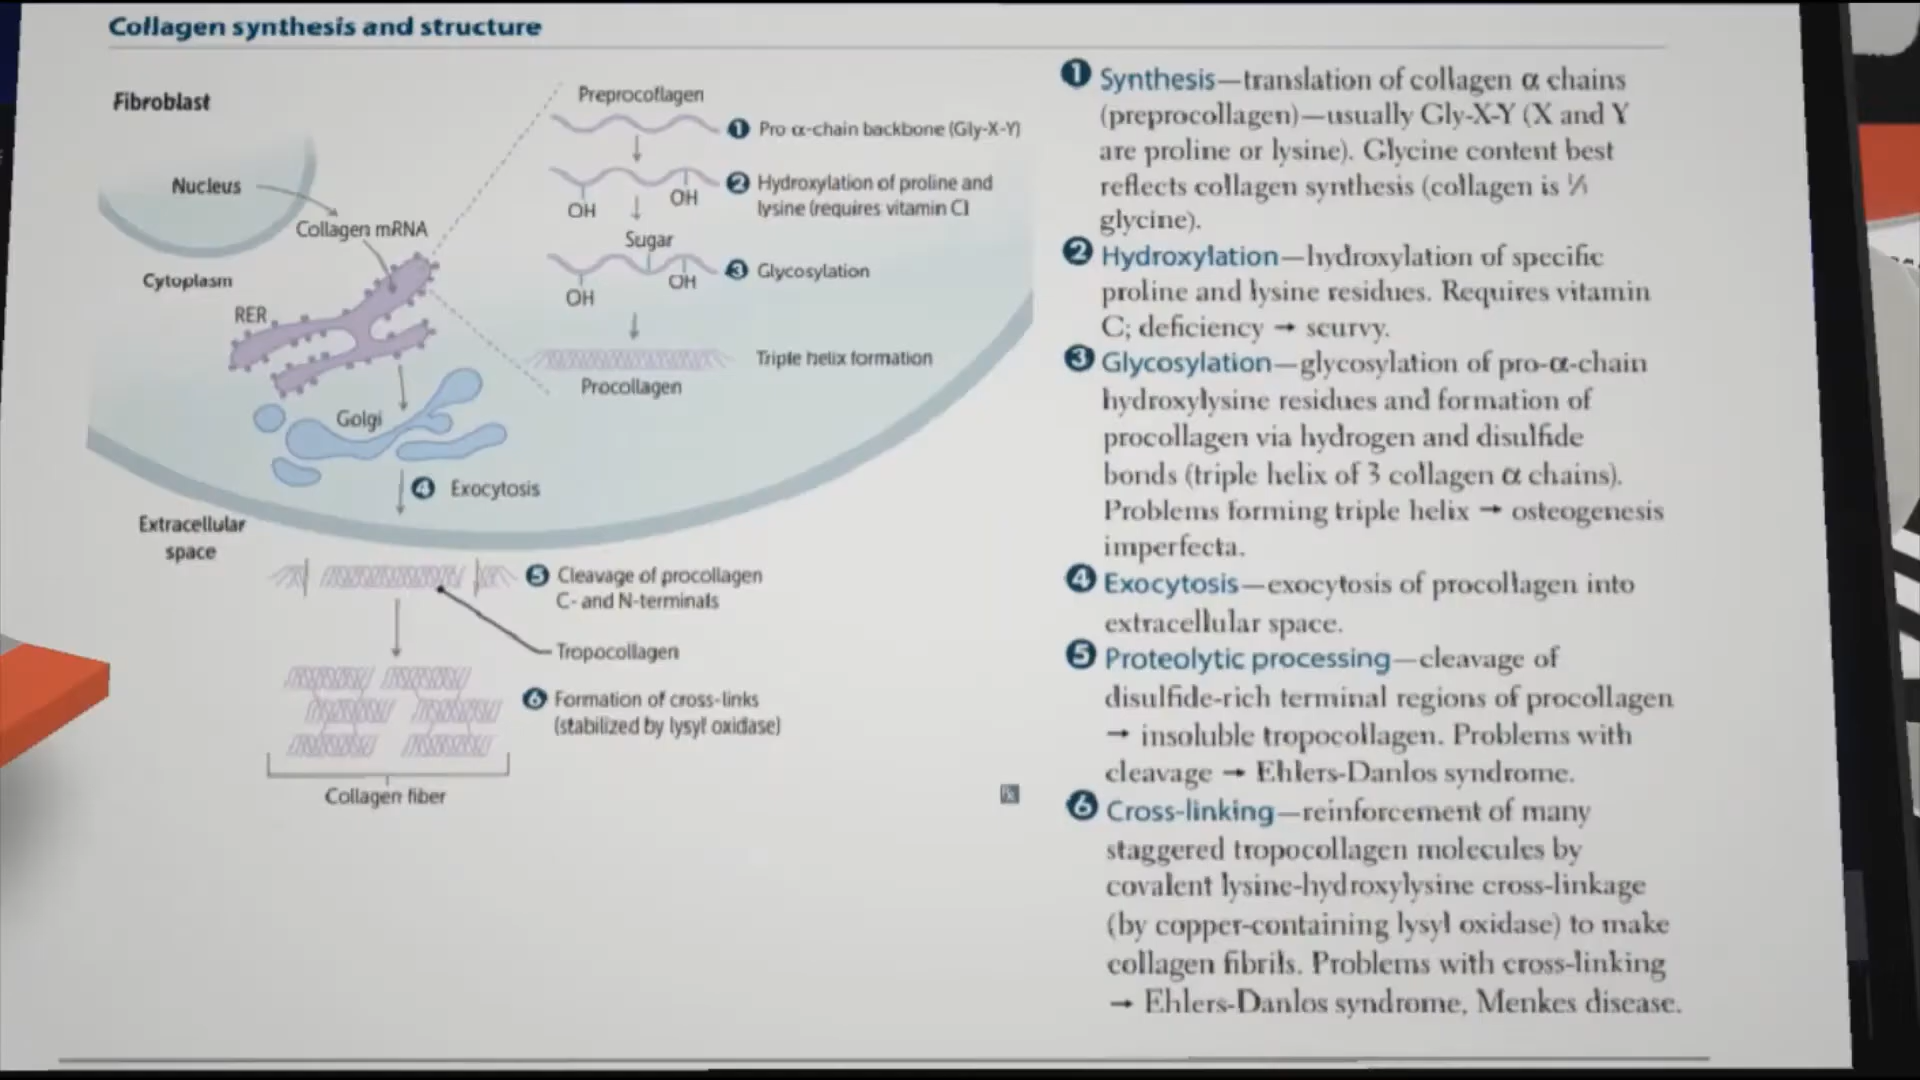 Collagen synthesis and structure
Fibroblast
Nucleus
Collagen mRNA
Cytoplasm
RER
Golgi
4 Exocytosis
Extracellular
space
Preprocollagen
1 Pro α-chain backbone (Gly-X-Y)
2 Hydroxylation of proline and
lysine (requires vitamin C)
OH
OH
Sugar
3 Glycosylation
OH
OH
Triple helix formation
Procollagen
5 Cleavage of procollagen
C- and N-terminals
Tropocollagen
6 Formation of cross-links
(stabilized by lysyl oxidase)
Collagen fiber
1 Synthesis—translation of collagen α chains
(preprocollagen)—usually Gly-X-Y (X and Y
are proline or lysine). Glycine content best
reflects collagen synthesis (collagen is ⅓
glycine).
2 Hydroxylation—hydroxylation of specific
proline and lysine residues. Requires vitamin
C; deficiency → scurvy.
3 Glycosylation—glycosylation of pro-α-chain
hydroxylysine residues and formation of
procollagen via hydrogen and disulfide
bonds (triple helix of 3 collagen α chains).
Problems forming triple helix → osteogenesis
imperfecta.
4 Exocytosis—exocytosis of procollagen into
extracellular space.
5 Proteolytic processing—cleavage of
disulfide-rich terminal regions of procollagen
→ insoluble tropocollagen. Problems with
cleavage → Ehlers-Danlos syndrome.
6 Cross-linking—reinforcement of many
staggered tropocollagen molecules by
covalent lysine-hydroxylysine cross-linkage
(by copper-containing lysyl oxidase) to make
collagen fibrils. Problems with cross-linking
→ Ehlers-Danlos syndrome, Menkes disease.